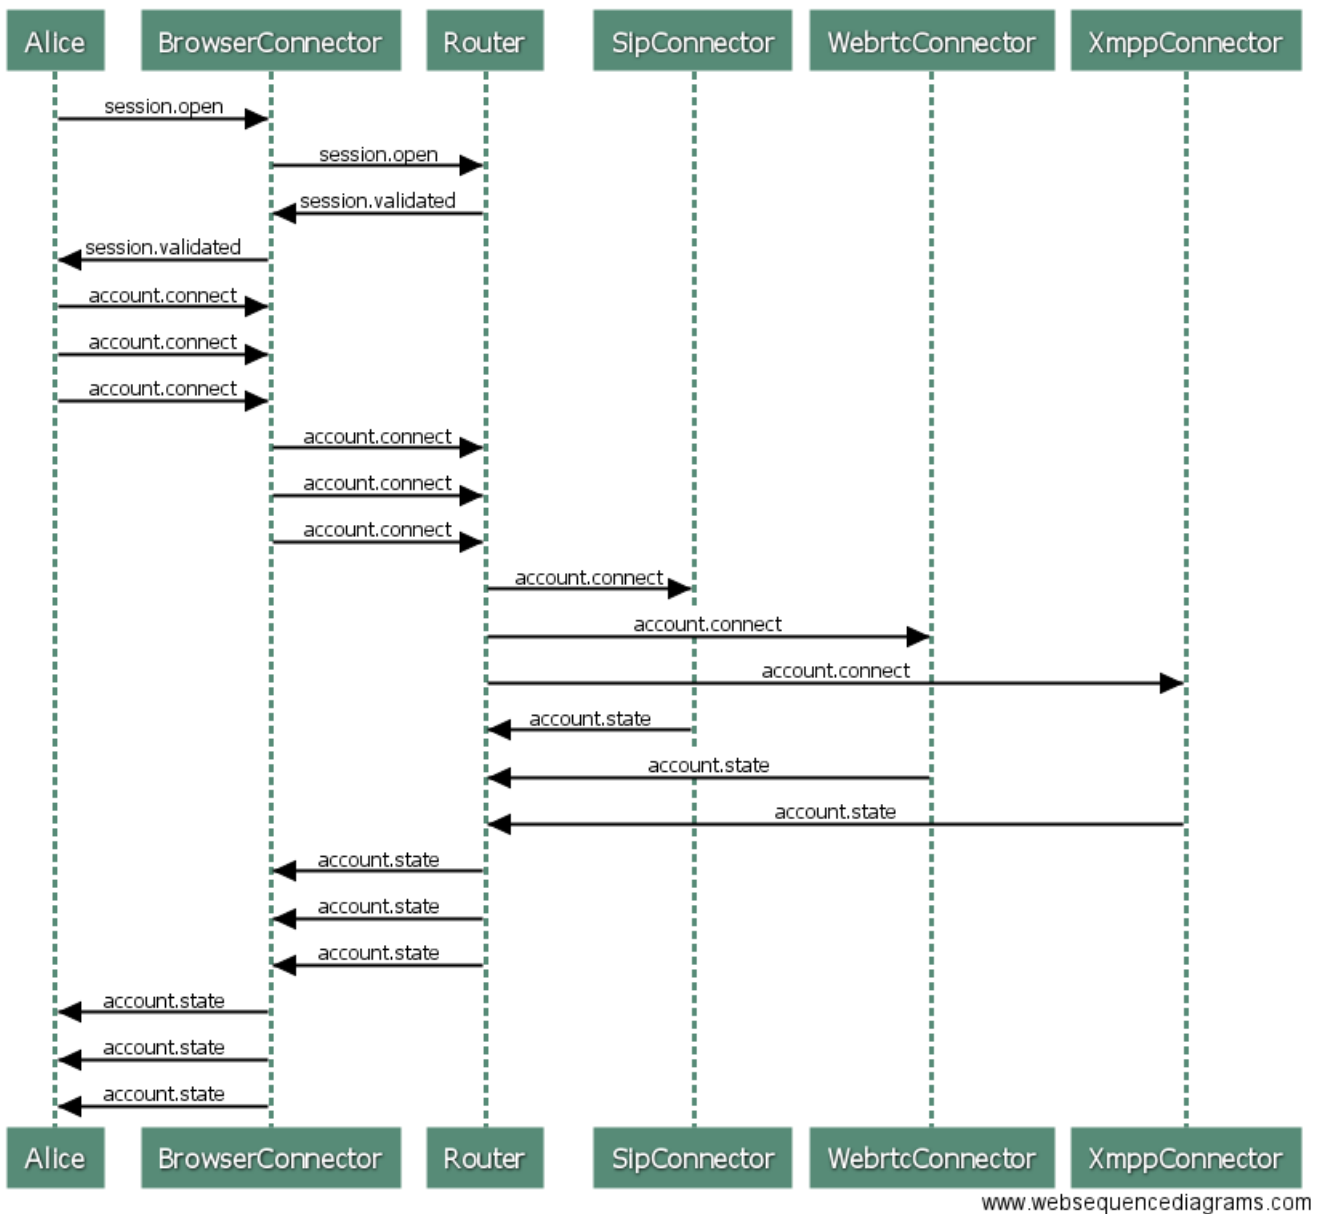 Alice BrowserConnector Router SipConnector WebrtcConnector XmppConnector
session.open
session.open
session.validated
session.validated
account.connect
account.connect
account.connect
account.connect
account.connect
account.connect
account.connect
account.connect
account.connect
account.state
account.state
account.state
account.state
account.state
account.state
account.state
account.state
account.state
Alice BrowserConnector Router SipConnector WebrtcConnector XmppConnector
www.websequencediagrams.com